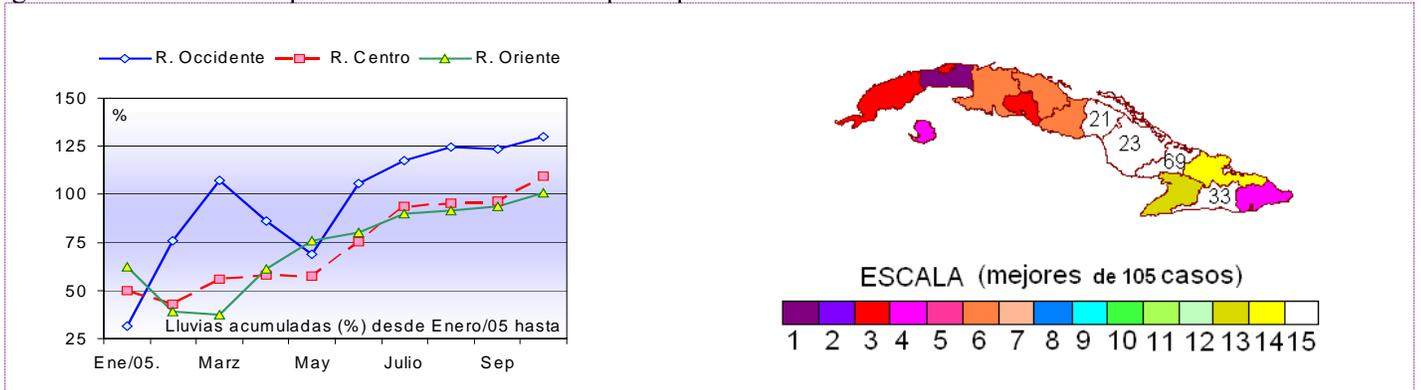 R. Occidente R. Centro R. Oriente
150
%
125
100
75
50
25
Lluvias acumuladas (%) desde Enero/05 hasta
Ene/05. Marz May Julio Sep
21
23
69
33
ESCALA (mejores de 105 casos)
1 2 3 4 5 6 7 8 9 10 11 12 13 14 15